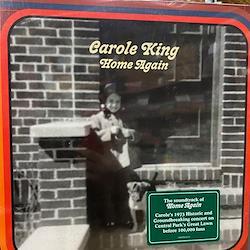 Carole King
Home Again
The soundtrack of
Home Again
Carole's 1973 Historic and
Groundbreaking concert on
Central Park's Great Lawn
before 100,000 fans